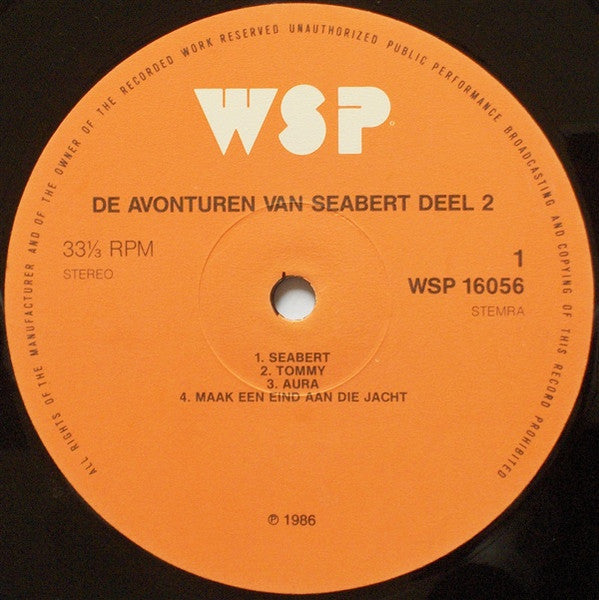 ALL RIGHTS OF THE MANUFACTURER AND OF THE OWNER OF THE RECORDED WORK RESERVED UNAUTHORIZED PUBLIC PERFORMANCE BROADCASTING AND COPYING OF THIS RECORD PROHIBITED
WSP
DE AVONTUREN VAN SEABERT DEEL 2
33⅓ RPM
STEREO
1
WSP 16056
STEMRA
1. SEABERT
2. TOMMY
3. AURA
4. MAAK EEN EIND AAN DIE JACHT
℗ 1986